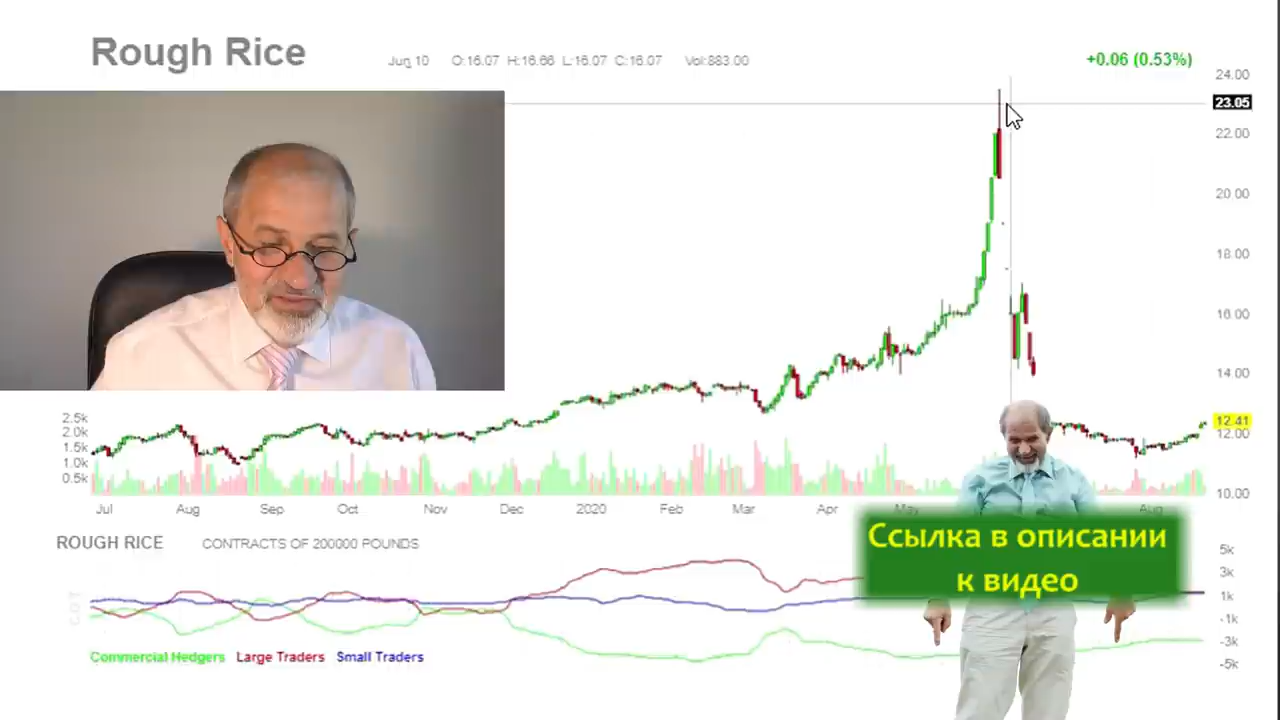 Rough Rice
Jun 10 O:16.07 H:16.66 L:16.07 C:16.07 Vol:883.00
+0.06 (0.53%)
24.00
23.05
22.00
20.00
18.00
16.00
14.00
12.41
12.00
10.00
2.5k
2.0k
1.5k
1.0k
0.5k
Jul Aug Sep Oct Nov Dec 2020 Feb Mar Apr May Aug
ROUGH RICE CONTRACTS OF 200000 POUNDS
Ссылка в описании
к видео
5k
3k
1k
-1k
-3k
-5k
C.O.T
Commercial Hedgers Large Traders Small Traders